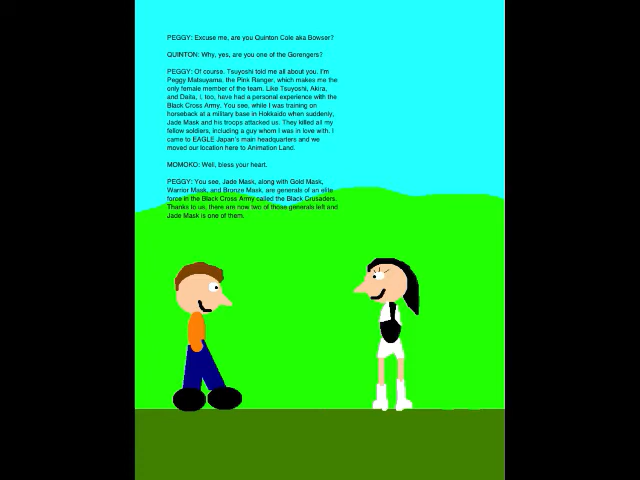 PEGGY: Excuse me, are you Quinton Cole aka Bowser?
QUINTON: Why, yes, are you one of the Gorengers?
PEGGY: Of course. Tsuyoshi told me all about you. I'm
Peggy Matsuyama, the Pink Ranger, which makes me the
only female member of the team. Like Tsuyoshi, Akira,
and Daita, I, too, have had a personal experience with the
Black Cross Army. You see, while I was training on
horseback at a military base in Hokkaido when suddenly,
Jade Mask and his troops attacked us. They killed all my
fellow soldiers, including a guy whom I was in love with. I
came to EAGLE Japan's main headquarters and we
moved our location here to Animation Land.
MOMOKO: Well, bless your heart.
PEGGY: You see, Jade Mask, along with Gold Mask,
Warrior Mask, and Bronze Mask, are generals of an elite
force in the Black Cross Army called the Black Crusaders.
Thanks to us, there are now two of those generals left and
Jade Mask is one of them.